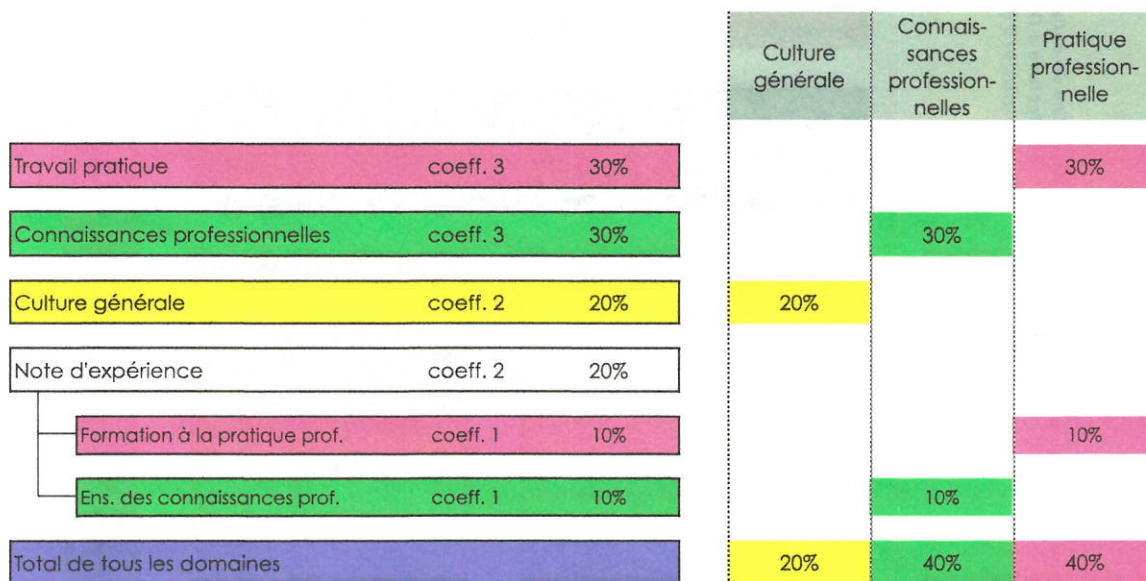 Culture
générale
Connais-
sances
profession-
nelles
Pratique
profession-
nelle
Travail pratique coeff. 3 30% 30%
Connaissances professionnelles coeff. 3 30% 30%
Culture générale coeff. 2 20% 20%
Note d'expérience coeff. 2 20%
Formation à la pratique prof. coeff. 1 10% 10%
Ens. des connaissances prof. coeff. 1 10% 10%
Total de tous les domaines 20% 40% 40%